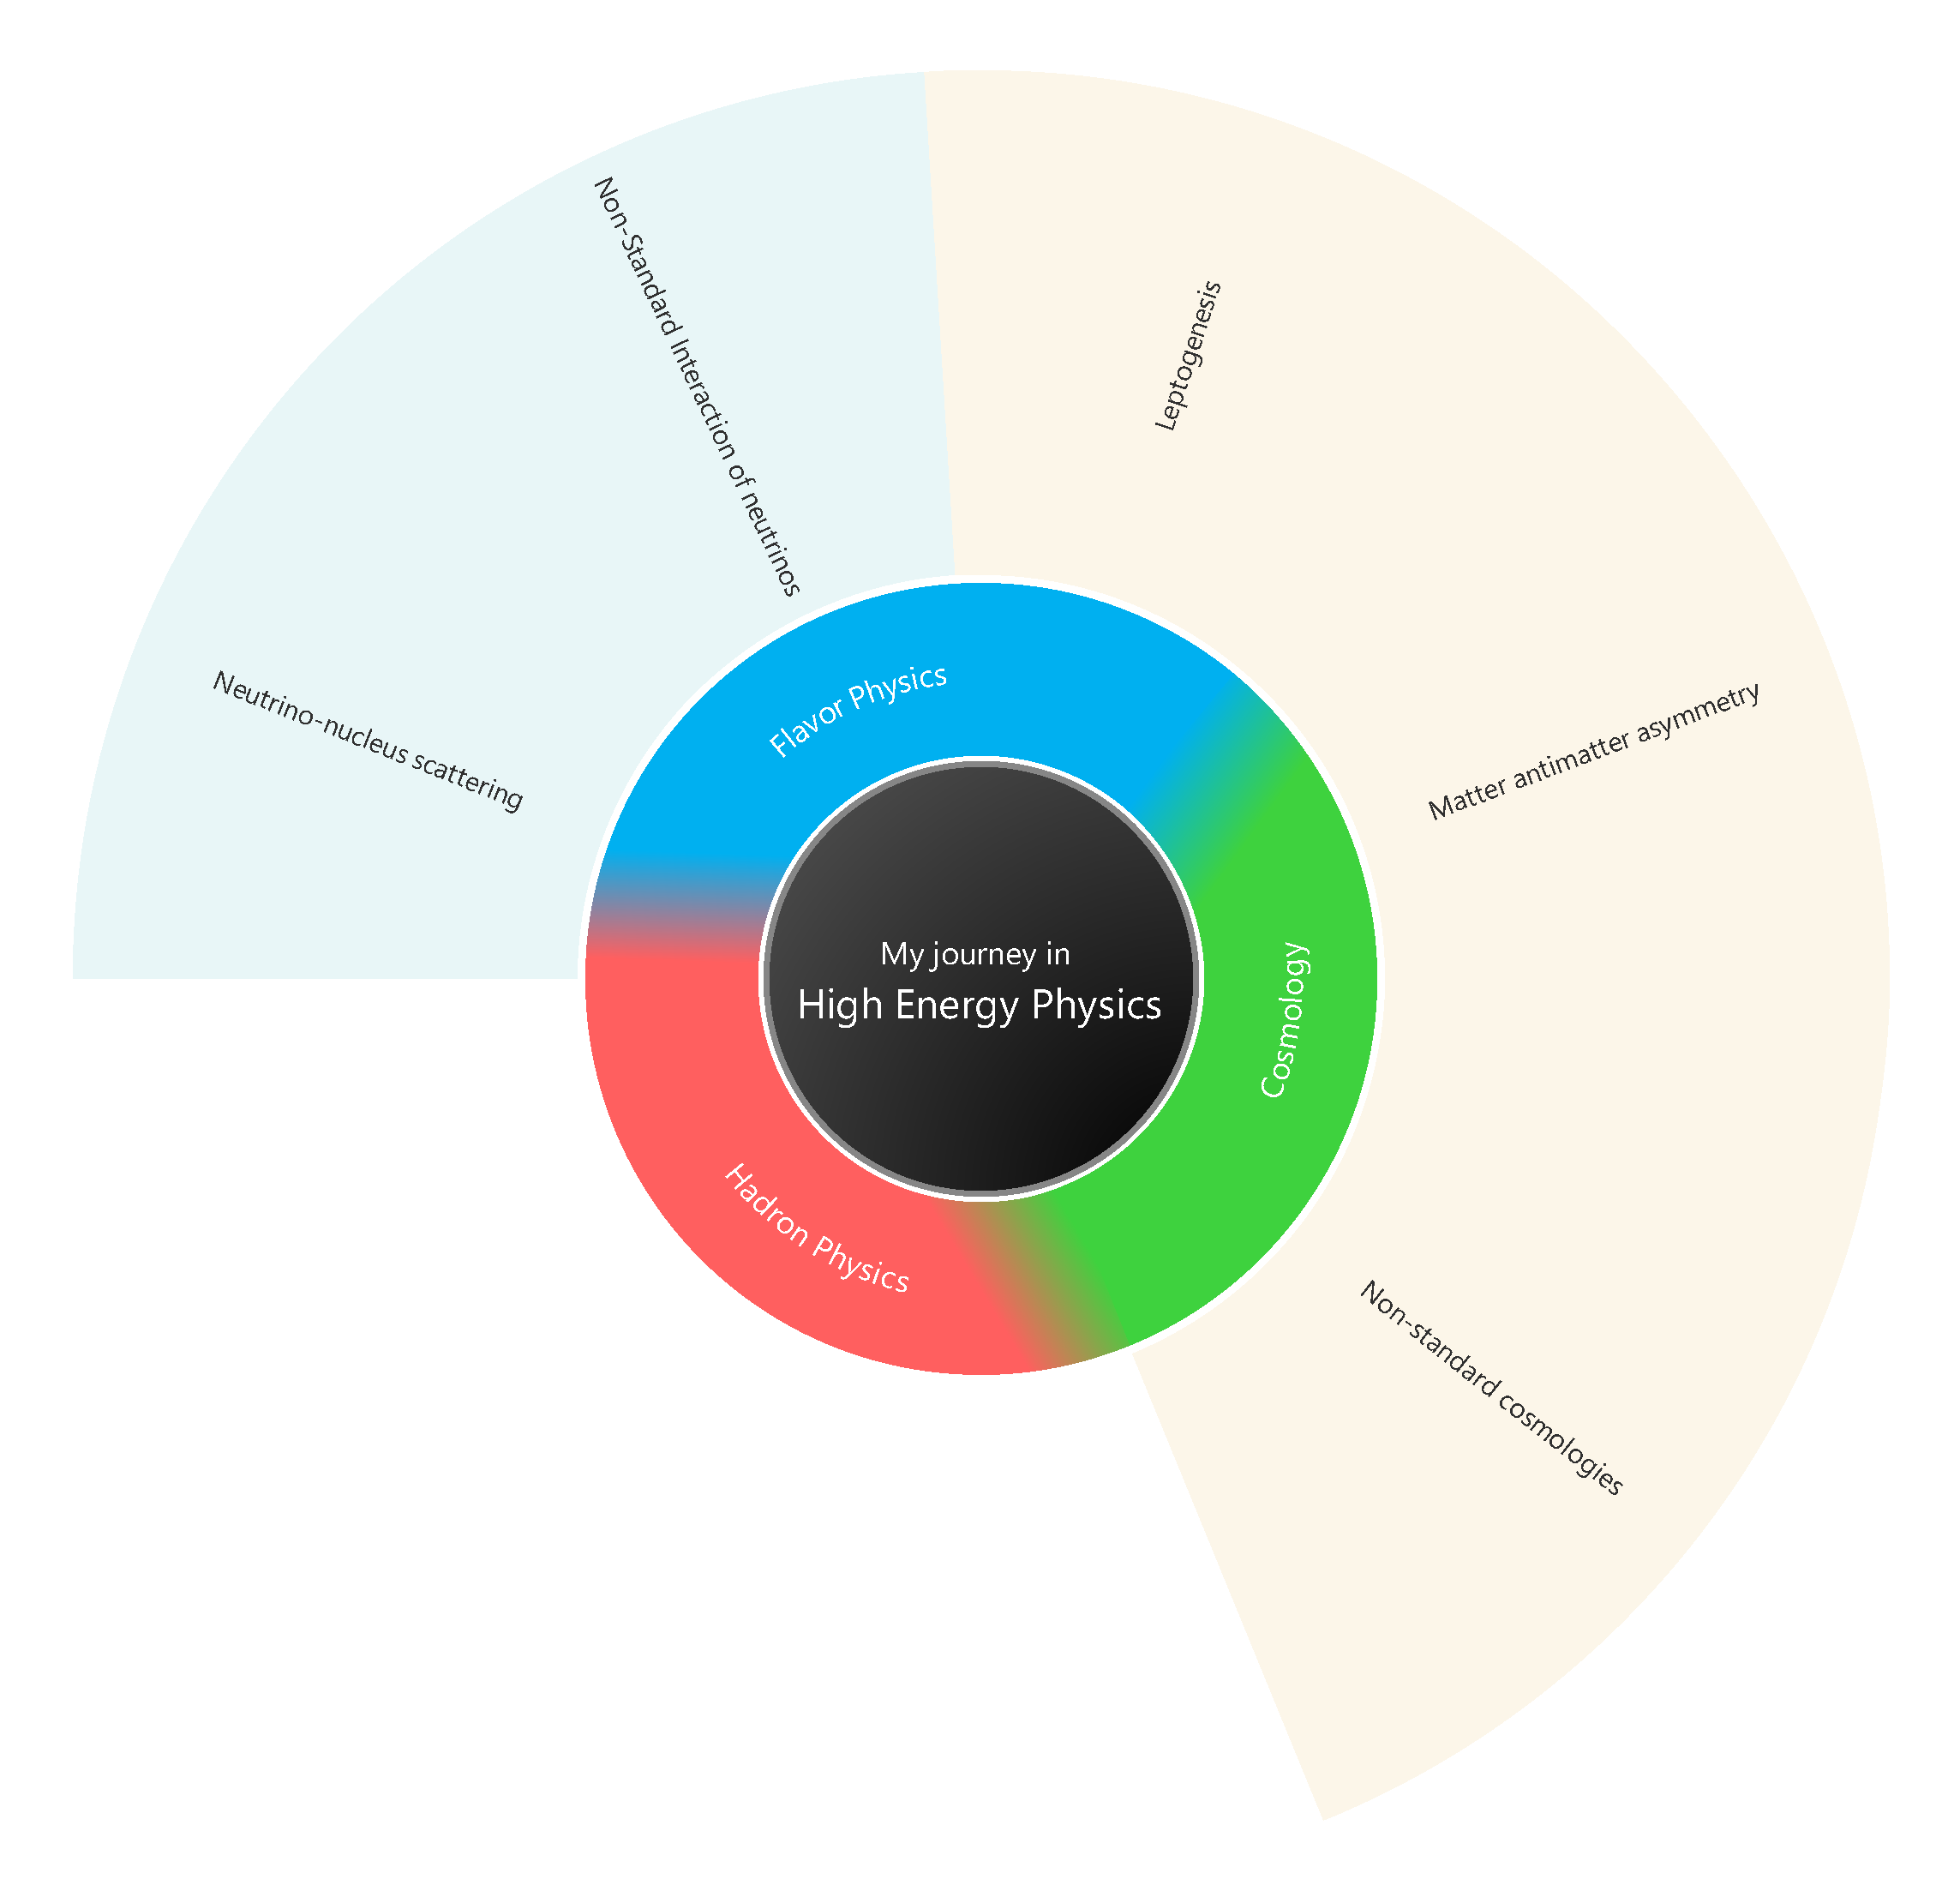 Non-Standard Interaction of neutrinos
Leptogenesis
Neutrino-nucleus scattering
Matter antimatter asymmetry
Flavor Physics
My journey in
High Energy Physics
Cosmology
Hadron Physics
Non-standard cosmologies